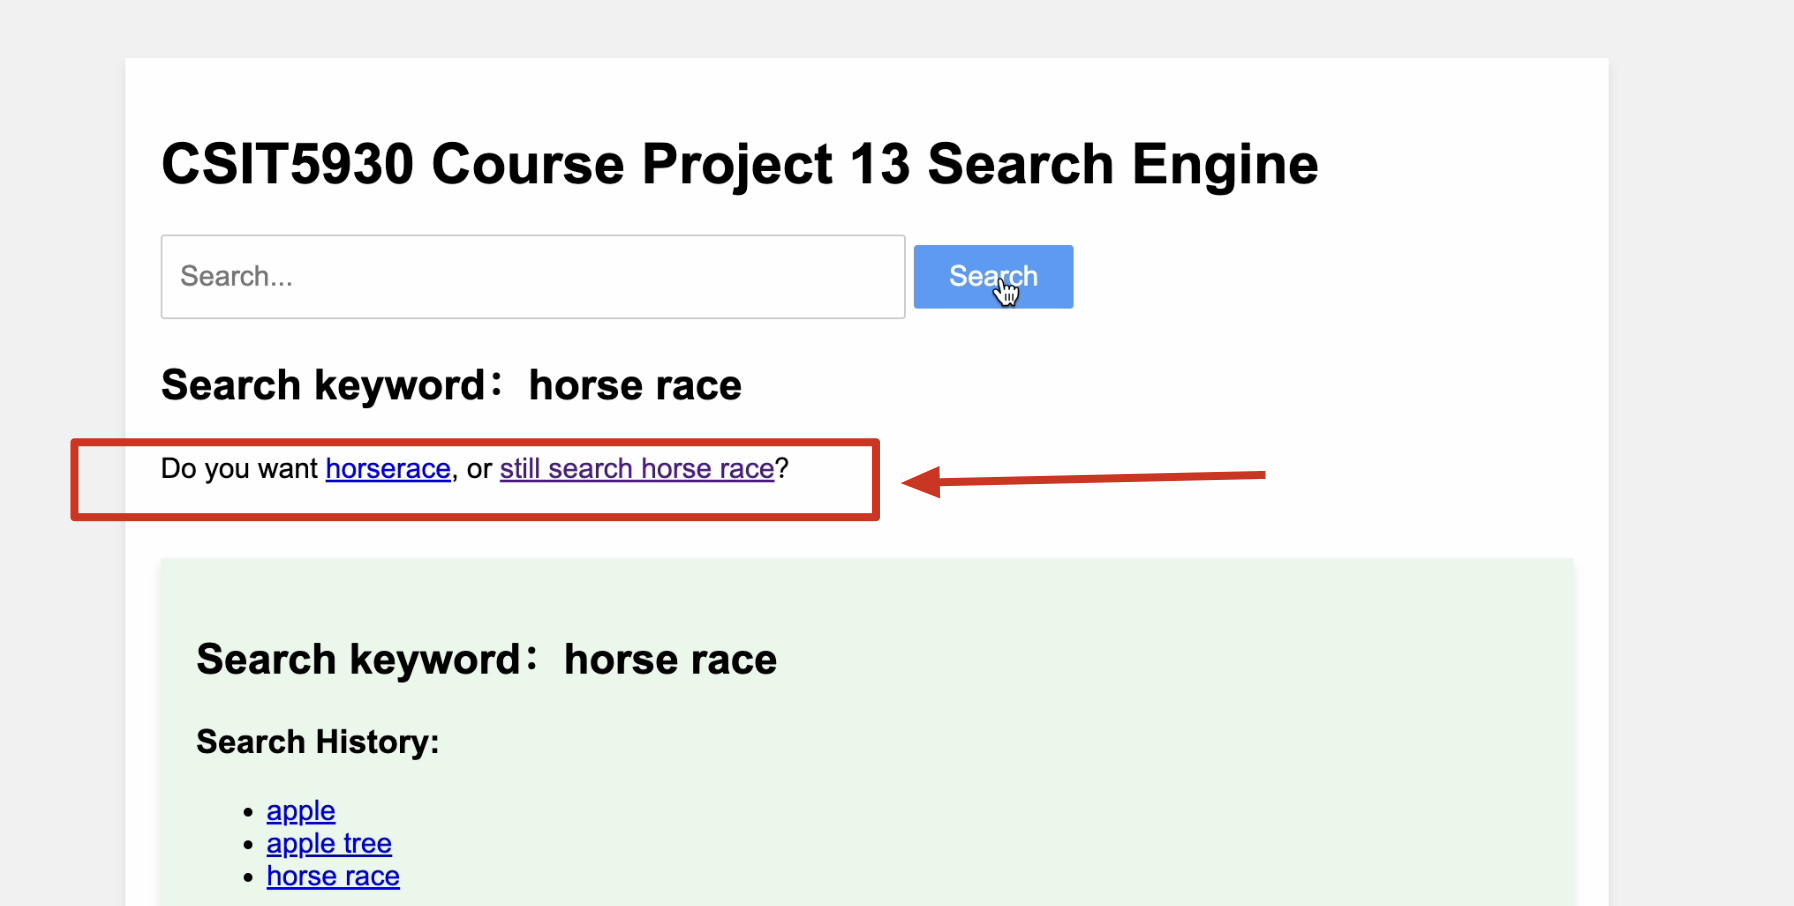 CSIT5930 Course Project 13 Search Engine
Search...
Search
Search keyword：horse race
Do you want horserace, or still search horse race?
Search keyword：horse race
Search History:
• apple
• apple tree
• horse race